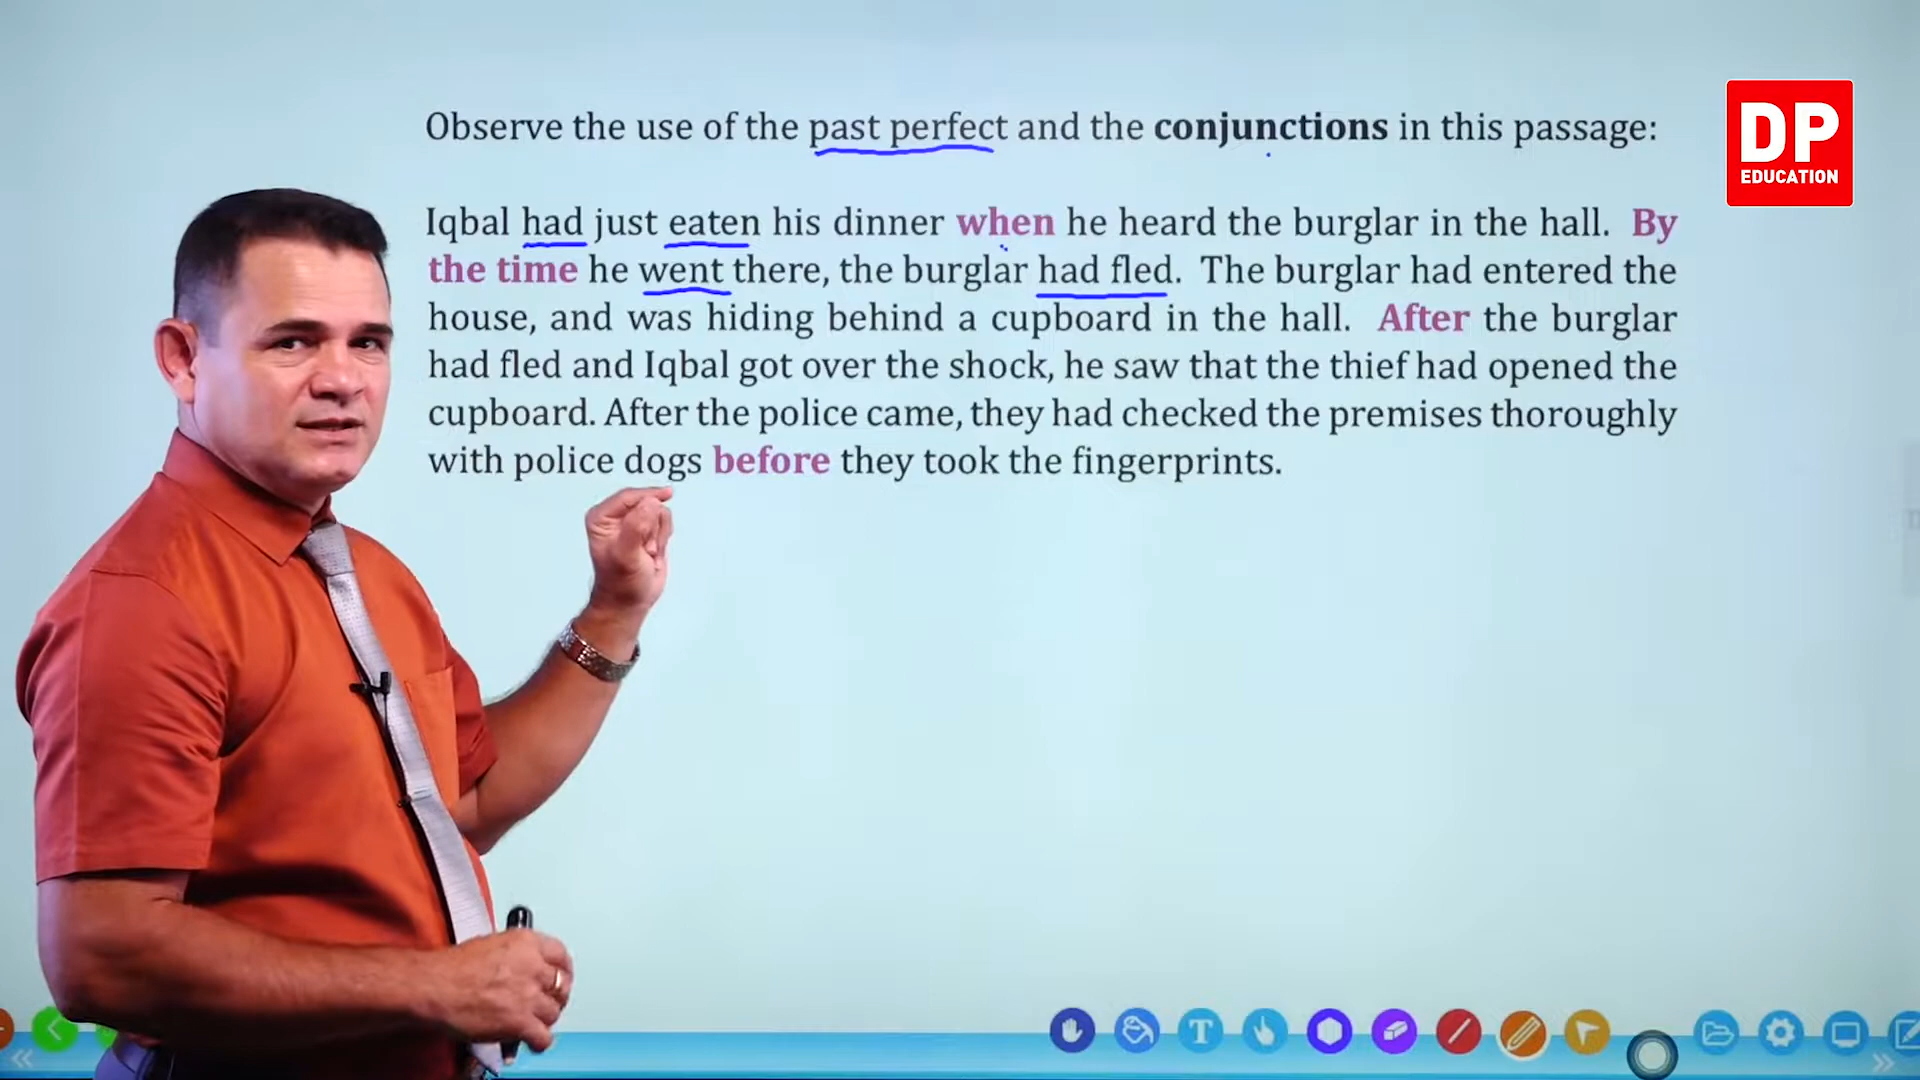 Observe the use of the past perfect and the conjunctions in this passage:
Iqbal had just eaten his dinner when he heard the burglar in the hall. By
the time he went there, the burglar had fled. The burglar had entered the
house, and was hiding behind a cupboard in the hall. After the burglar
had fled and Iqbal got over the shock, he saw that the thief had opened the
cupboard. After the police came, they had checked the premises thoroughly
with police dogs before they took the fingerprints.
DP
EDUCATION
T